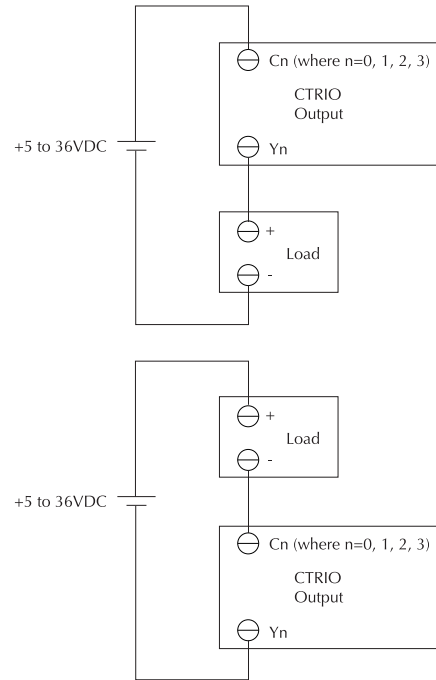 Cn (where n=0, 1, 2, 3)
CTRIO
Output
+5 to 36VDC
Yn
+
Load
-
+
Load
-
+5 to 36VDC
Cn (where n=0, 1, 2, 3)
CTRIO
Output
Yn